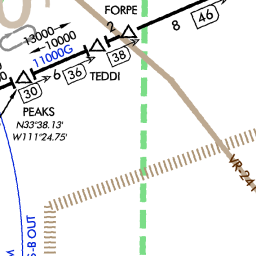 FORPE
2
8
46
13000
10000
11000G
38
6
36
TEDDI
30
PEAKS
N33°38.13'
W111°24.75'
VR-241
S-B OUT